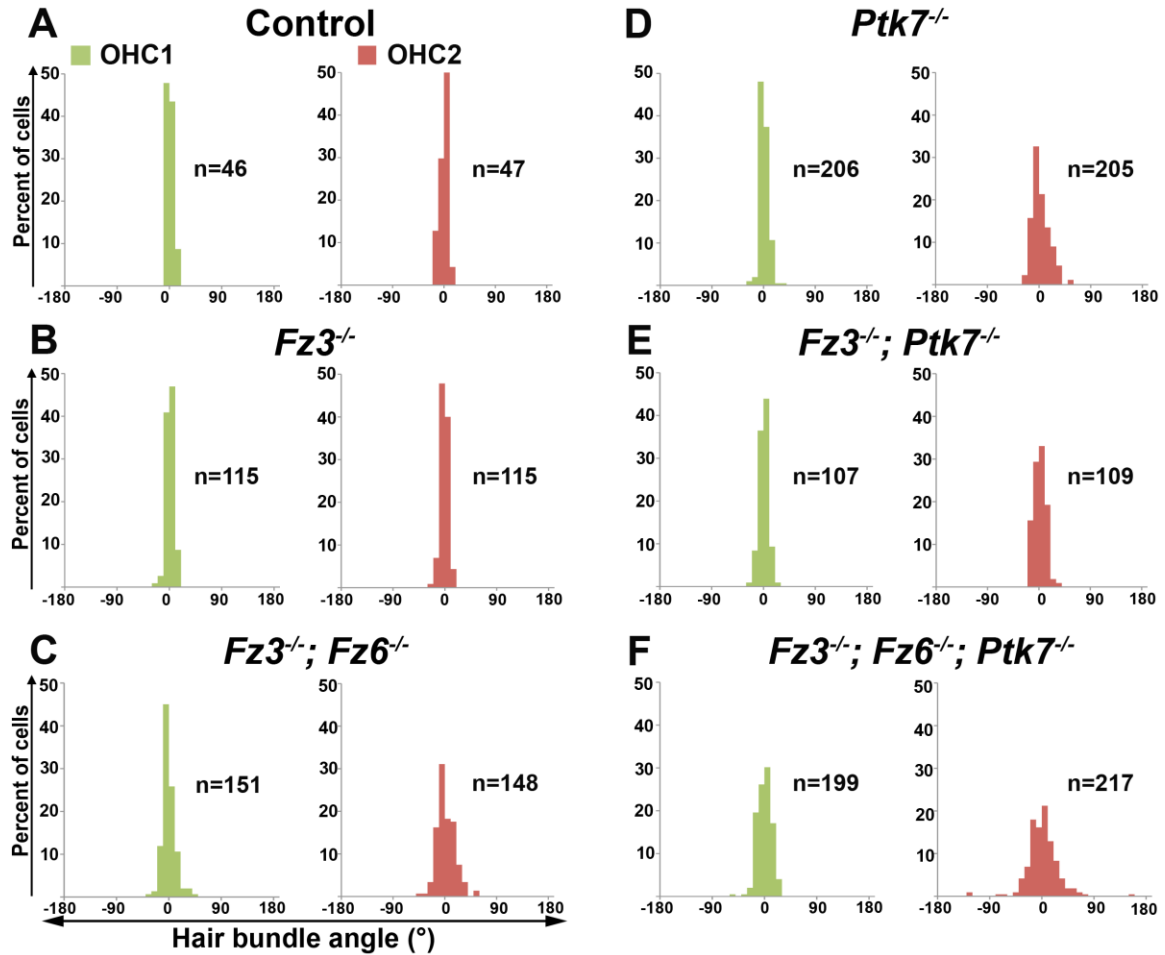 A Control
OHC1 OHC2
Percent of cells
50 40 30 20 10
n=46
-180 -90 0 90 180
50 40 30 20 10
n=47
-180 -90 0 90 180
B Fz3-/-
Percent of cells
50 40 30 20 10
n=115
-180 -90 0 90 180
50 40 30 20 10
n=115
-180 -90 0 90 180
C Fz3-/-; Fz6-/-
Percent of cells
50 40 30 20 10
n=151
-180 -90 0 90 180
50 40 30 20 10
n=148
-180 -90 0 90 180
Hair bundle angle (°)
D Ptk7-/-
50 40 30 20 10
n=206
-180 -90 0 90 180
50 40 30 20 10
n=205
-180 -90 0 90 180
E Fz3-/-; Ptk7-/-
50 40 30 20 10
n=107
-180 -90 0 90 180
50 40 30 20 10
n=109
-180 -90 0 90 180
F Fz3-/-; Fz6-/-; Ptk7-/-
50 40 30 20 10
n=199
-180 -90 0 90 180
50 40 30 20 10
n=217
-180 -90 0 90 180